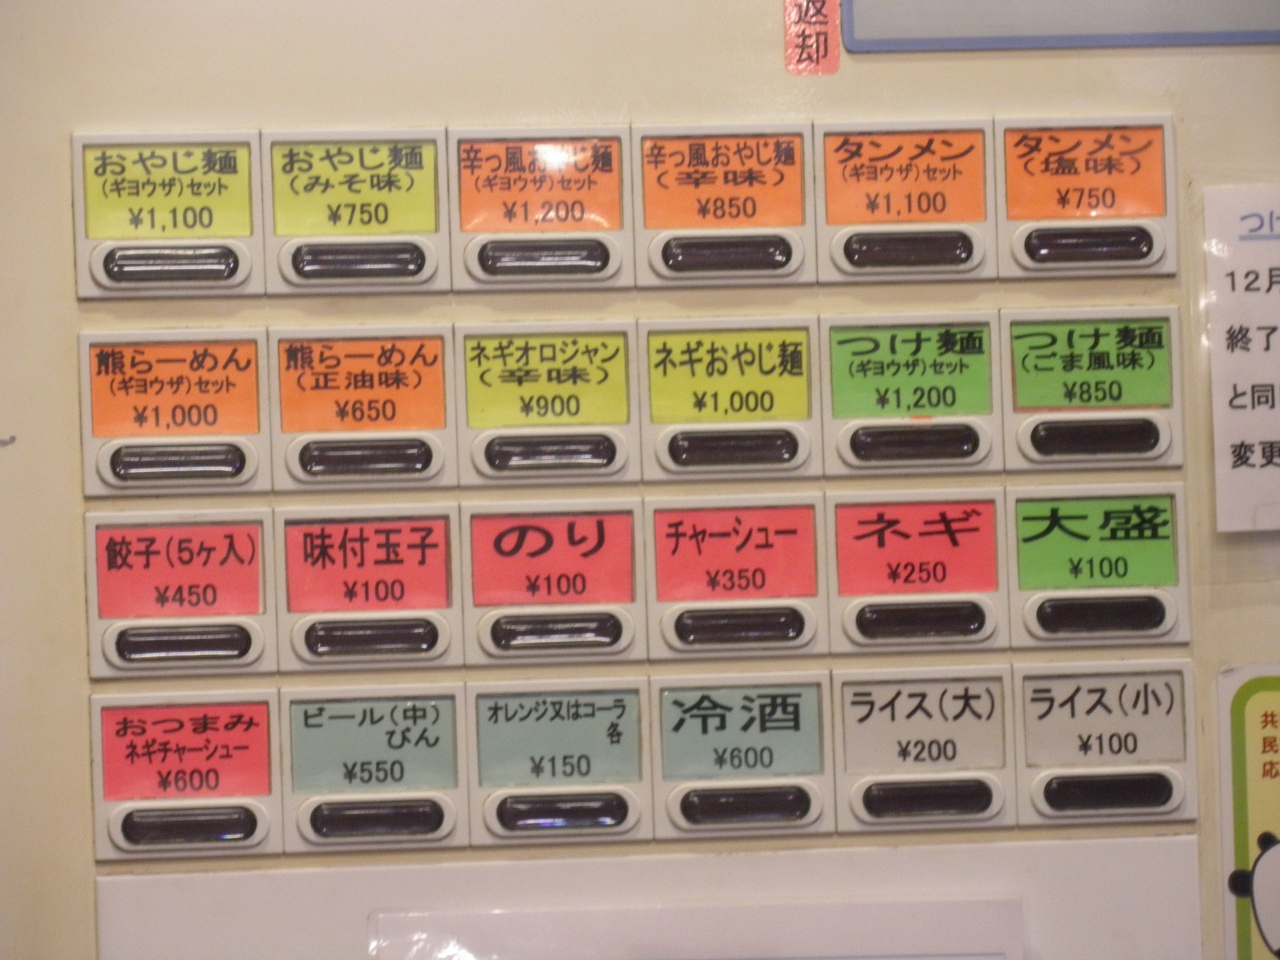 返却
おやじ麺
(ギヨウザ)セット
¥1,100
おやじ麺
(みそ味)
¥750
辛っ風おやじ麺
(ギヨウザ)セット
¥1,200
辛っ風おやじ麺
(辛味)
¥850
タンメン
(ギヨウザ)セット
¥1,100
タンメン
(塩味)
¥750
熊らーめん
(ギヨウザ)セット
¥1,000
熊らーめん
(正油味)
¥650
ネギオロジャン
(辛味)
¥900
ネギおやじ麺
¥1,000
つけ麺
(ギヨウザ)セット
¥1,200
つけ麺
(ごま風味)
¥850
餃子(5ヶ入)
¥450
味付玉子
¥100
のり
¥100
チャーシュー
¥350
ネギ
¥250
大盛
¥100
おつまみ
ネギチャーシュー
¥600
ビール(中)
びん
¥550
オレンジ又はコーラ
各
¥150
冷酒
¥600
ライス(大)
¥200
ライス(小)
¥100
つけ
12月
終了
と同
変更
共
民
応